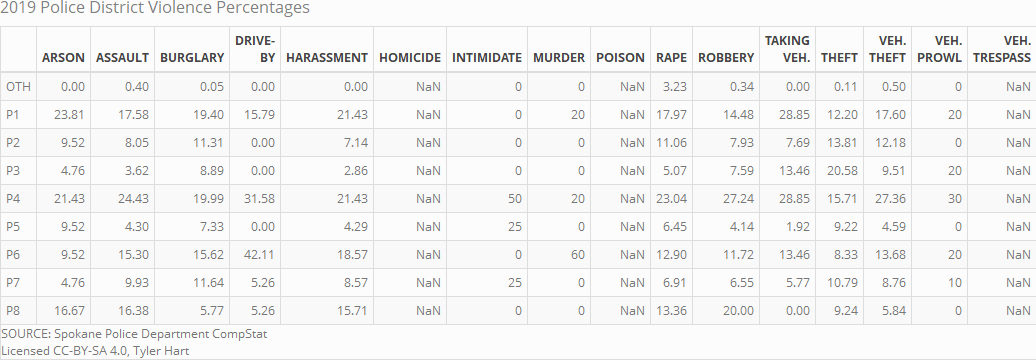 2019 Police District Violence Percentages
ARSON ASSAULT BURGLARY DRIVE-BY HARASSMENT HOMICIDE INTIMIDATE MURDER POISON RAPE ROBBERY TAKING VEH. THEFT VEH. THEFT VEH. PROWL VEH. TRESPASS
OTH 0.00 0.40 0.05 0.00 0.00 NaN 0 0 NaN 3.23 0.34 0.00 0.11 0.50 0 NaN
P1 23.81 17.58 19.40 15.79 21.43 NaN 0 20 NaN 17.97 14.48 28.85 12.20 17.60 20 NaN
P2 9.52 8.05 11.31 0.00 7.14 NaN 0 0 NaN 11.06 7.93 7.69 13.81 12.18 0 NaN
P3 4.76 3.62 8.89 0.00 2.86 NaN 0 0 NaN 5.07 7.59 13.46 20.58 9.51 20 NaN
P4 21.43 24.43 19.99 31.58 21.43 NaN 50 20 NaN 23.04 27.24 28.85 15.71 27.36 30 NaN
P5 9.52 4.30 7.33 0.00 4.29 NaN 25 0 NaN 6.45 4.14 1.92 9.22 4.59 0 NaN
P6 9.52 15.30 15.62 42.11 18.57 NaN 0 60 NaN 12.90 11.72 13.46 8.33 13.68 20 NaN
P7 4.76 9.93 11.64 5.26 8.57 NaN 25 0 NaN 6.91 6.55 5.77 10.79 8.76 10 NaN
P8 16.67 16.38 5.77 5.26 15.71 NaN 0 0 NaN 13.36 20.00 0.00 9.24 5.84 0 NaN
SOURCE: Spokane Police Department CompStat
Licensed CC-BY-SA 4.0, Tyler Hart